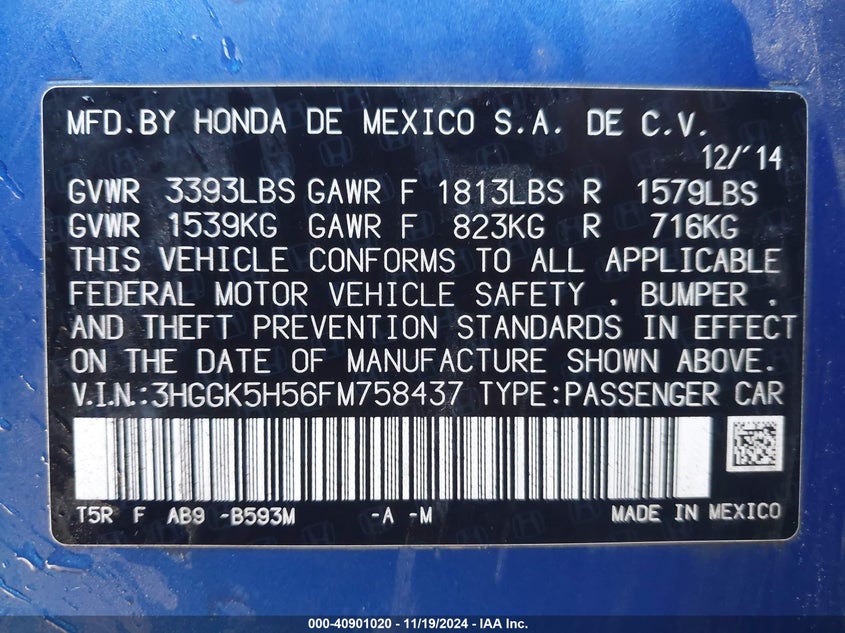 MFD.BY HONDA DE MEXICO S.A. DE C.V.
12/'14
GVWR 3393LBS GAWR F 1813LBS R 1579LBS
GVWR 1539KG GAWR F 823KG R 716KG
THIS VEHICLE CONFORMS TO ALL APPLICABLE
FEDERAL MOTOR VEHICLE SAFETY . BUMPER .
AND THEFT PREVENTION STANDARDS IN EFFECT
ON THE DATE OF MANUFACTURE SHOWN ABOVE.
V.I.N.:3HGGK5H56FM758437 TYPE:PASSENGER CAR
T5R F AB9 -B593M -A -M MADE IN MEXICO
000-40901020 - 11/19/2024 - IAA Inc.